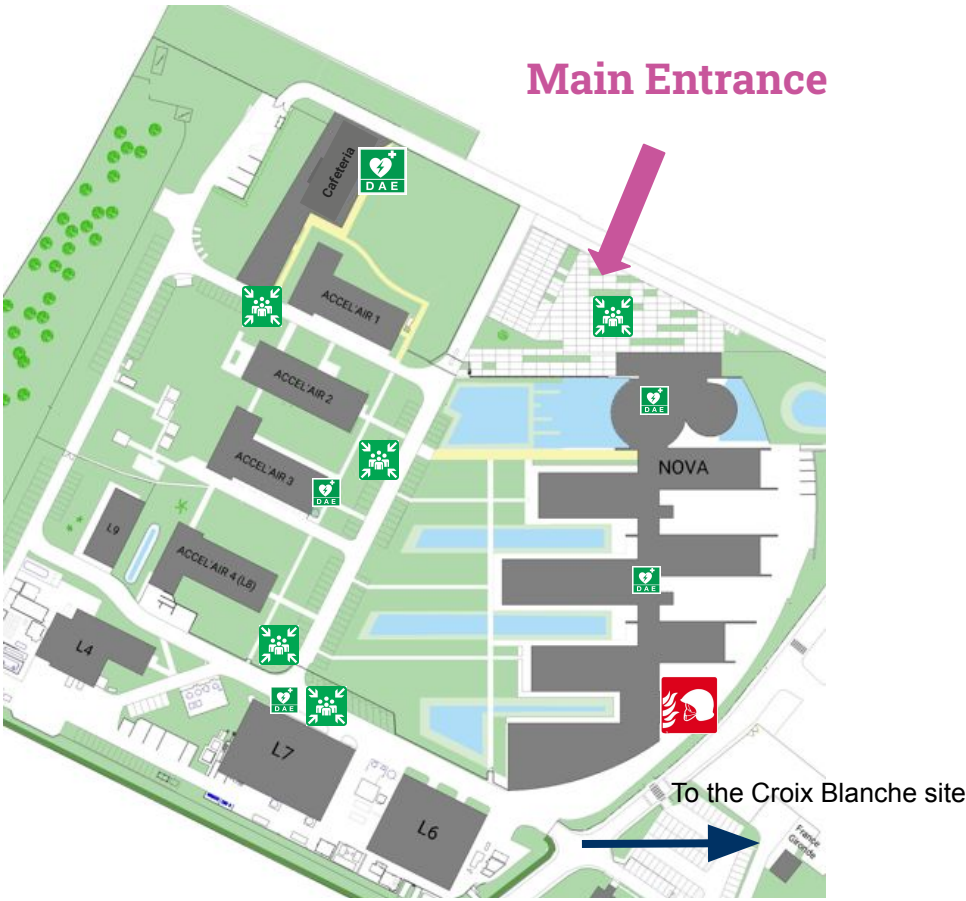 Main Entrance
Cafeteria
DAE
ACCEL'AIR 1
ACCEL'AIR 2
DAE
NOVA
ACCEL'AIR 3
DAE
L9
ACCEL'AIR 4 (L8)
DAE
L4
DAE
L7
To the Croix Blanche site
L6
France
Gironde